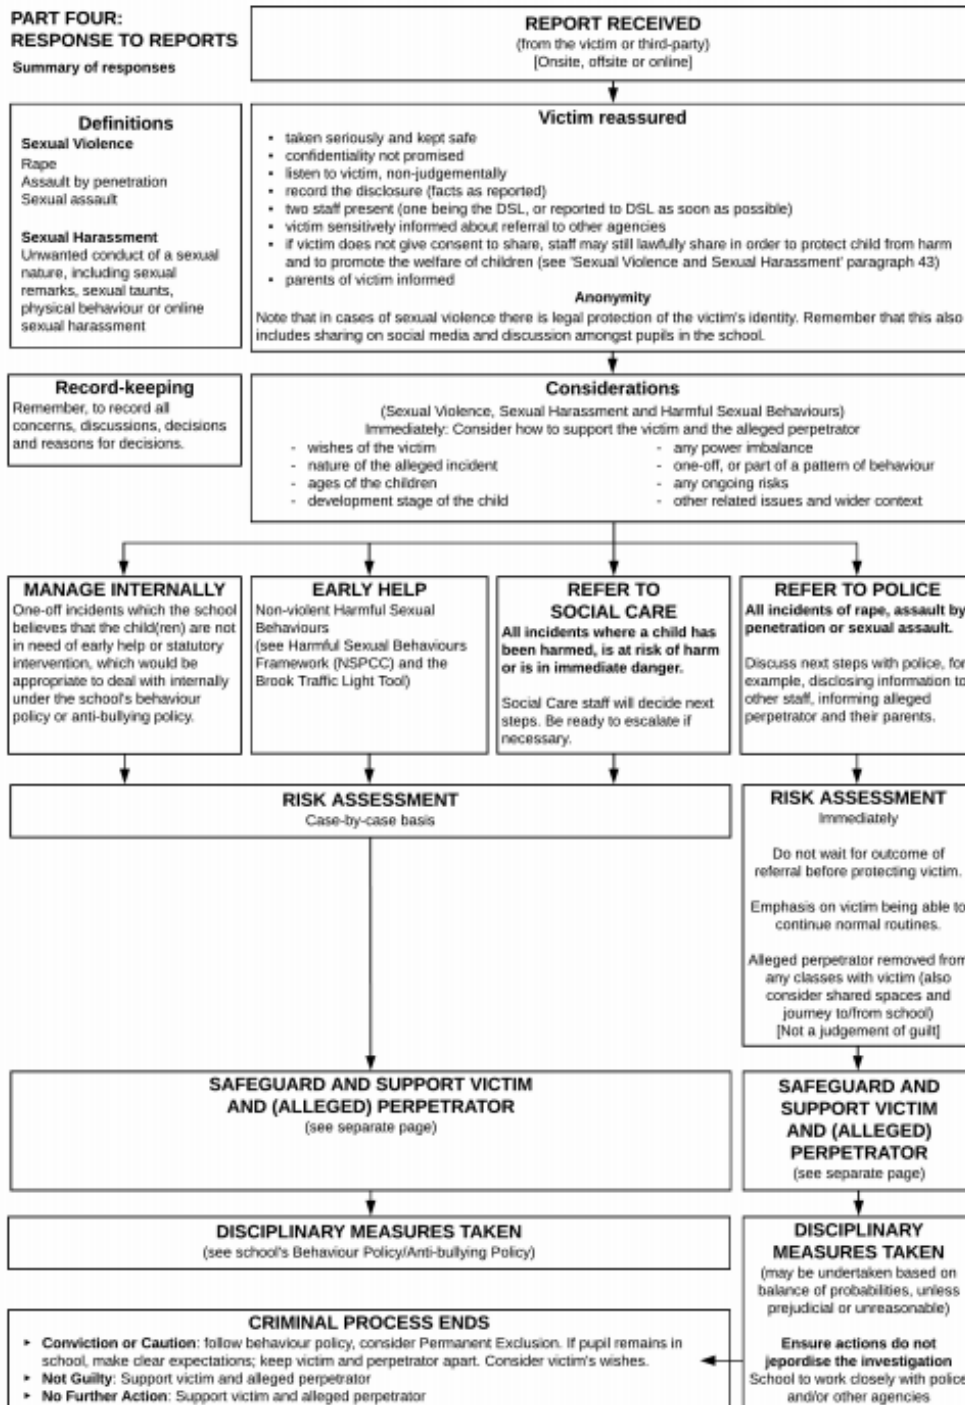 PART FOUR:
RESPONSE TO REPORTS
Summary of responses
REPORT RECEIVED
(from the victim or third-party)
[Onsite, offsite or online]
Definitions
Sexual Violence
Rape
Assault by penetration
Sexual assault
Sexual Harassment
Unwanted conduct of a sexual
nature, including sexual
remarks, sexual taunts,
physical behaviour or online
sexual harassment
Victim reassured
• taken seriously and kept safe
• confidentiality not promised
• listen to victim, non-judgementally
• record the disclosure (facts as reported)
• two staff present (one being the DSL, or reported to DSL as soon as possible)
• victim sensitively informed about referral to other agencies
• if victim does not give consent to share, staff may still lawfully share in order to protect child from harm
and to promote the welfare of children (see 'Sexual Violence and Sexual Harassment' paragraph 43)
• parents of victim informed
Anonymity
Note that in cases of sexual violence there is legal protection of the victim's identity. Remember that this also
includes sharing on social media and discussion amongst pupils in the school.
Record-keeping
Remember, to record all
concerns, discussions, decisions
and reasons for decisions.
Considerations
(Sexual Violence, Sexual Harassment and Harmful Sexual Behaviours)
Immediately: Consider how to support the victim and the alleged perpetrator
- wishes of the victim
- nature of the alleged incident
- ages of the children
- development stage of the child
- any power imbalance
- one-off, or part of a pattern of behaviour
- any ongoing risks
- other related issues and wider context
MANAGE INTERNALLY
One-off incidents which the school
believes that the child(ren) are not
in need of early help or statutory
intervention, which would be
appropriate to deal with internally
under the school's behaviour
policy or anti-bullying policy.
EARLY HELP
Non-violent Harmful Sexual
Behaviours
(see Harmful Sexual Behaviours
Framework (NSPCC) and the
Brook Traffic Light Tool)
REFER TO
SOCIAL CARE
All incidents where a child has
been harmed, is at risk of harm
or is in immediate danger.
Social Care staff will decide next
steps. Be ready to escalate if
necessary.
REFER TO POLICE
All incidents of rape, assault by
penetration or sexual assault.
Discuss next steps with police, for
example, disclosing information to
other staff, informing alleged
perpetrator and their parents.
RISK ASSESSMENT
Case-by-case basis
RISK ASSESSMENT
Immediately
Do not wait for outcome of
referral before protecting victim.
Emphasis on victim being able to
continue normal routines.
Alleged perpetrator removed from
any classes with victim (also
consider shared spaces and
journey to/from school)
[Not a judgement of guilt]
SAFEGUARD AND SUPPORT VICTIM
AND (ALLEGED) PERPETRATOR
(see separate page)
SAFEGUARD AND
SUPPORT VICTIM
AND (ALLEGED)
PERPETRATOR
(see separate page)
DISCIPLINARY MEASURES TAKEN
(see school's Behaviour Policy/Anti-bullying Policy)
DISCIPLINARY
MEASURES TAKEN
(may be undertaken based on
balance of probabilities, unless
prejudicial or unreasonable)
Ensure actions do not
jepordise the investigation
School to work closely with police
and/or other agencies
CRIMINAL PROCESS ENDS
► Conviction or Caution: follow behaviour policy, consider Permanent Exclusion. If pupil remains in
school, make clear expectations; keep victim and perpetrator apart. Consider victim's wishes.
► Not Guilty: Support victim and alleged perpetrator
► No Further Action: Support victim and alleged perpetrator